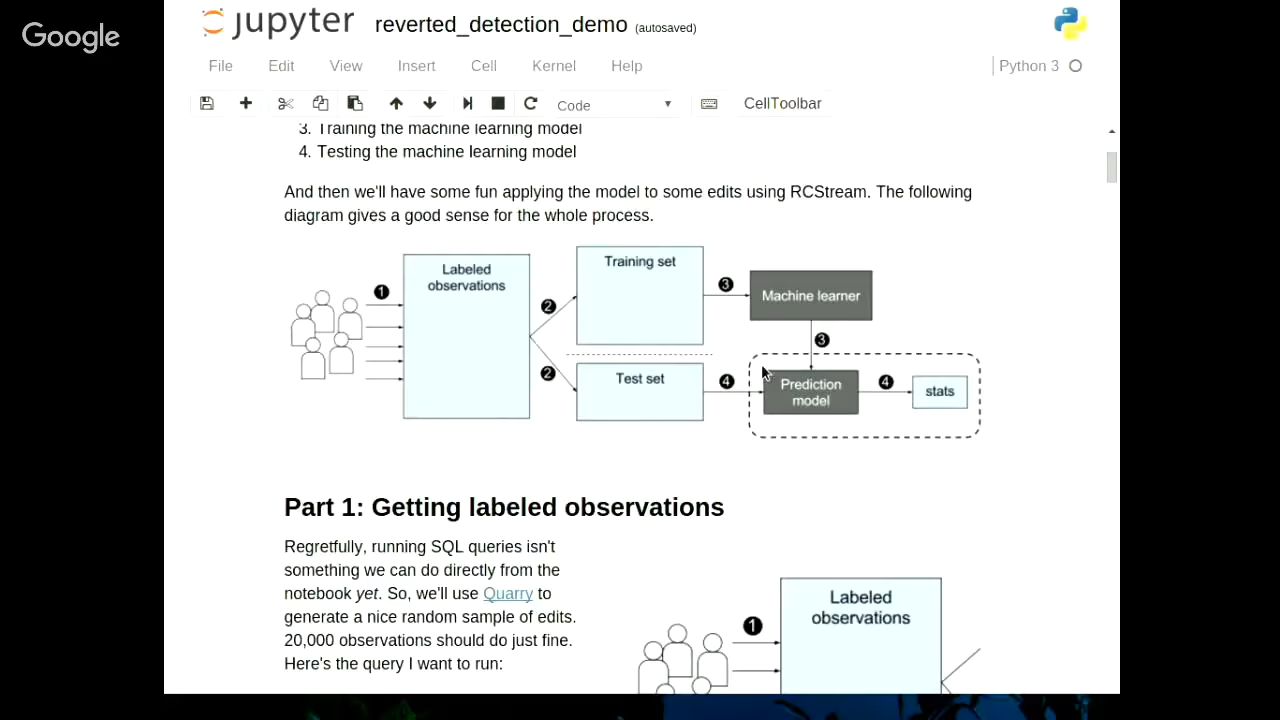 Google
jupyter reverted_detection_demo (autosaved)
File Edit View Insert Cell Kernel Help Python 3
Code CellToolbar
3. Training the machine learning model
4. Testing the machine learning model
And then we'll have some fun applying the model to some edits using RCStream. The following
diagram gives a good sense for the whole process.
Labeled
observations
Training set
Test set
Machine learner
Prediction
model
stats
1
2
2
3
3
4
4
Part 1: Getting labeled observations
Regretfully, running SQL queries isn't
something we can do directly from the
notebook yet. So, we'll use Quarry to
generate a nice random sample of edits.
20,000 observations should do just fine.
Here's the query I want to run:
1
Labeled
observations